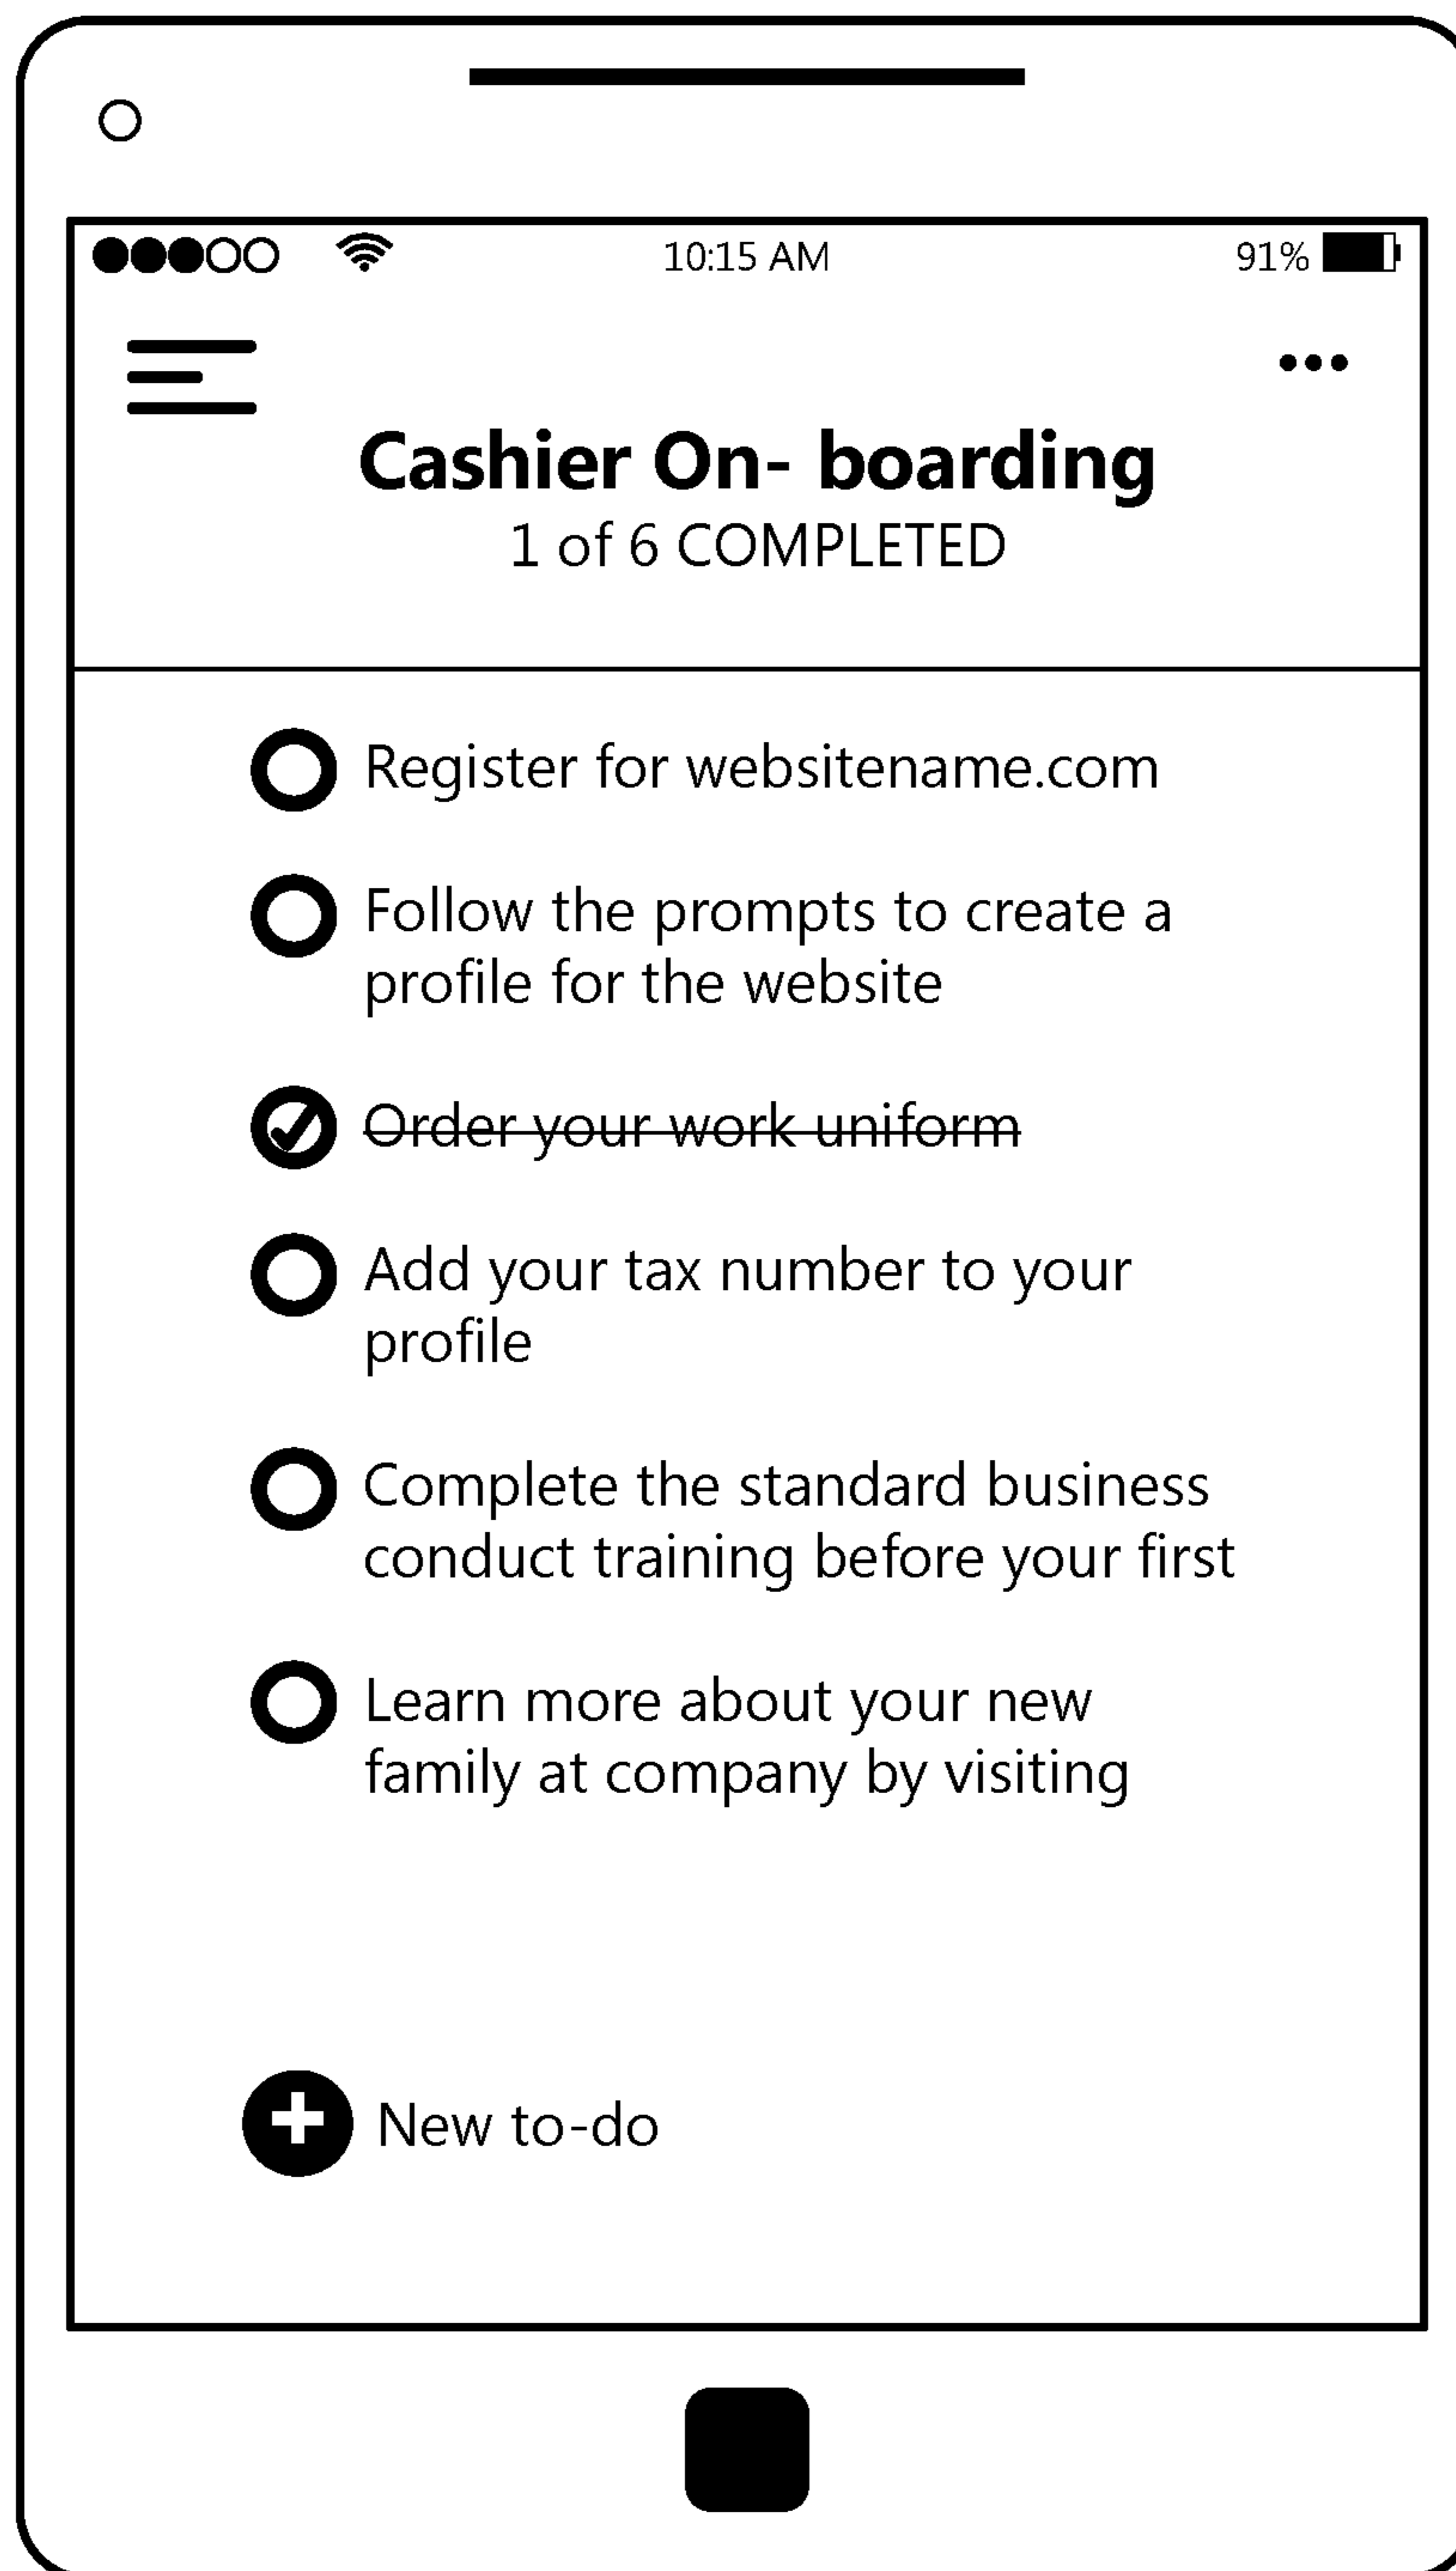 10:15 AM
91%
Cashier On- boarding
1 of 6 COMPLETED
Register for websitename.com
Follow the prompts to create a
profile for the website
Order your work uniform
Add your tax number to your
profile
Complete the standard business
conduct training before your first
Learn more about your new
family at company by visiting
New to-do